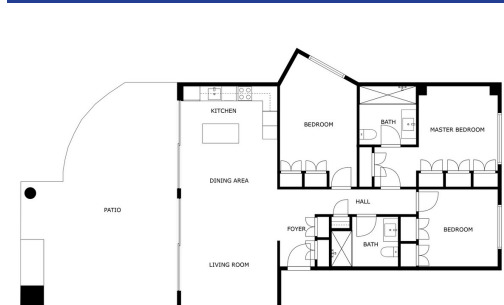 KITCHEN
BEDROOM
BATH
MASTER BEDROOM
DINING AREA
HALL
PATIO
FOYER
BEDROOM
BATH
LIVING ROOM